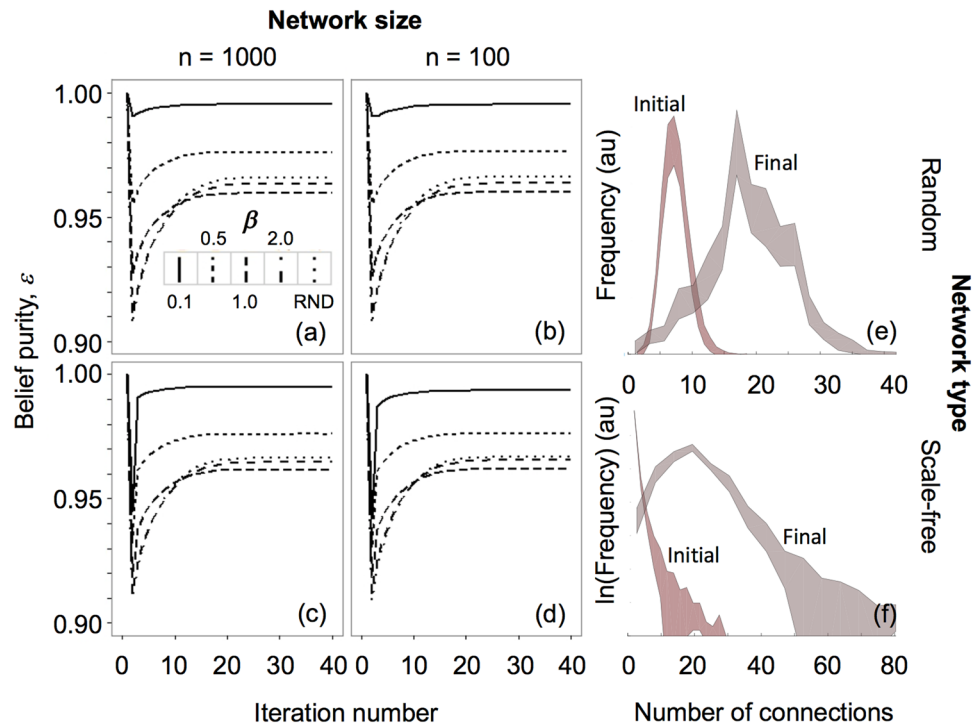 Network size
n = 1000
n = 100
1.00
0.95
0.90
β
0.5
2.0
0.1
1.0
RND
(a)
(b)
1.00
0.95
0.90
(c)
(d)
0
10
20
30
40
0
10
20
30
40
Belief purity, ε
Iteration number
Initial
Final
Frequency (au)
(e)
0
10
20
30
40
Initial
Final
ln(Frequency) (au)
(f)
0
20
40
60
80
Number of connections
Random
Scale-free
Network type